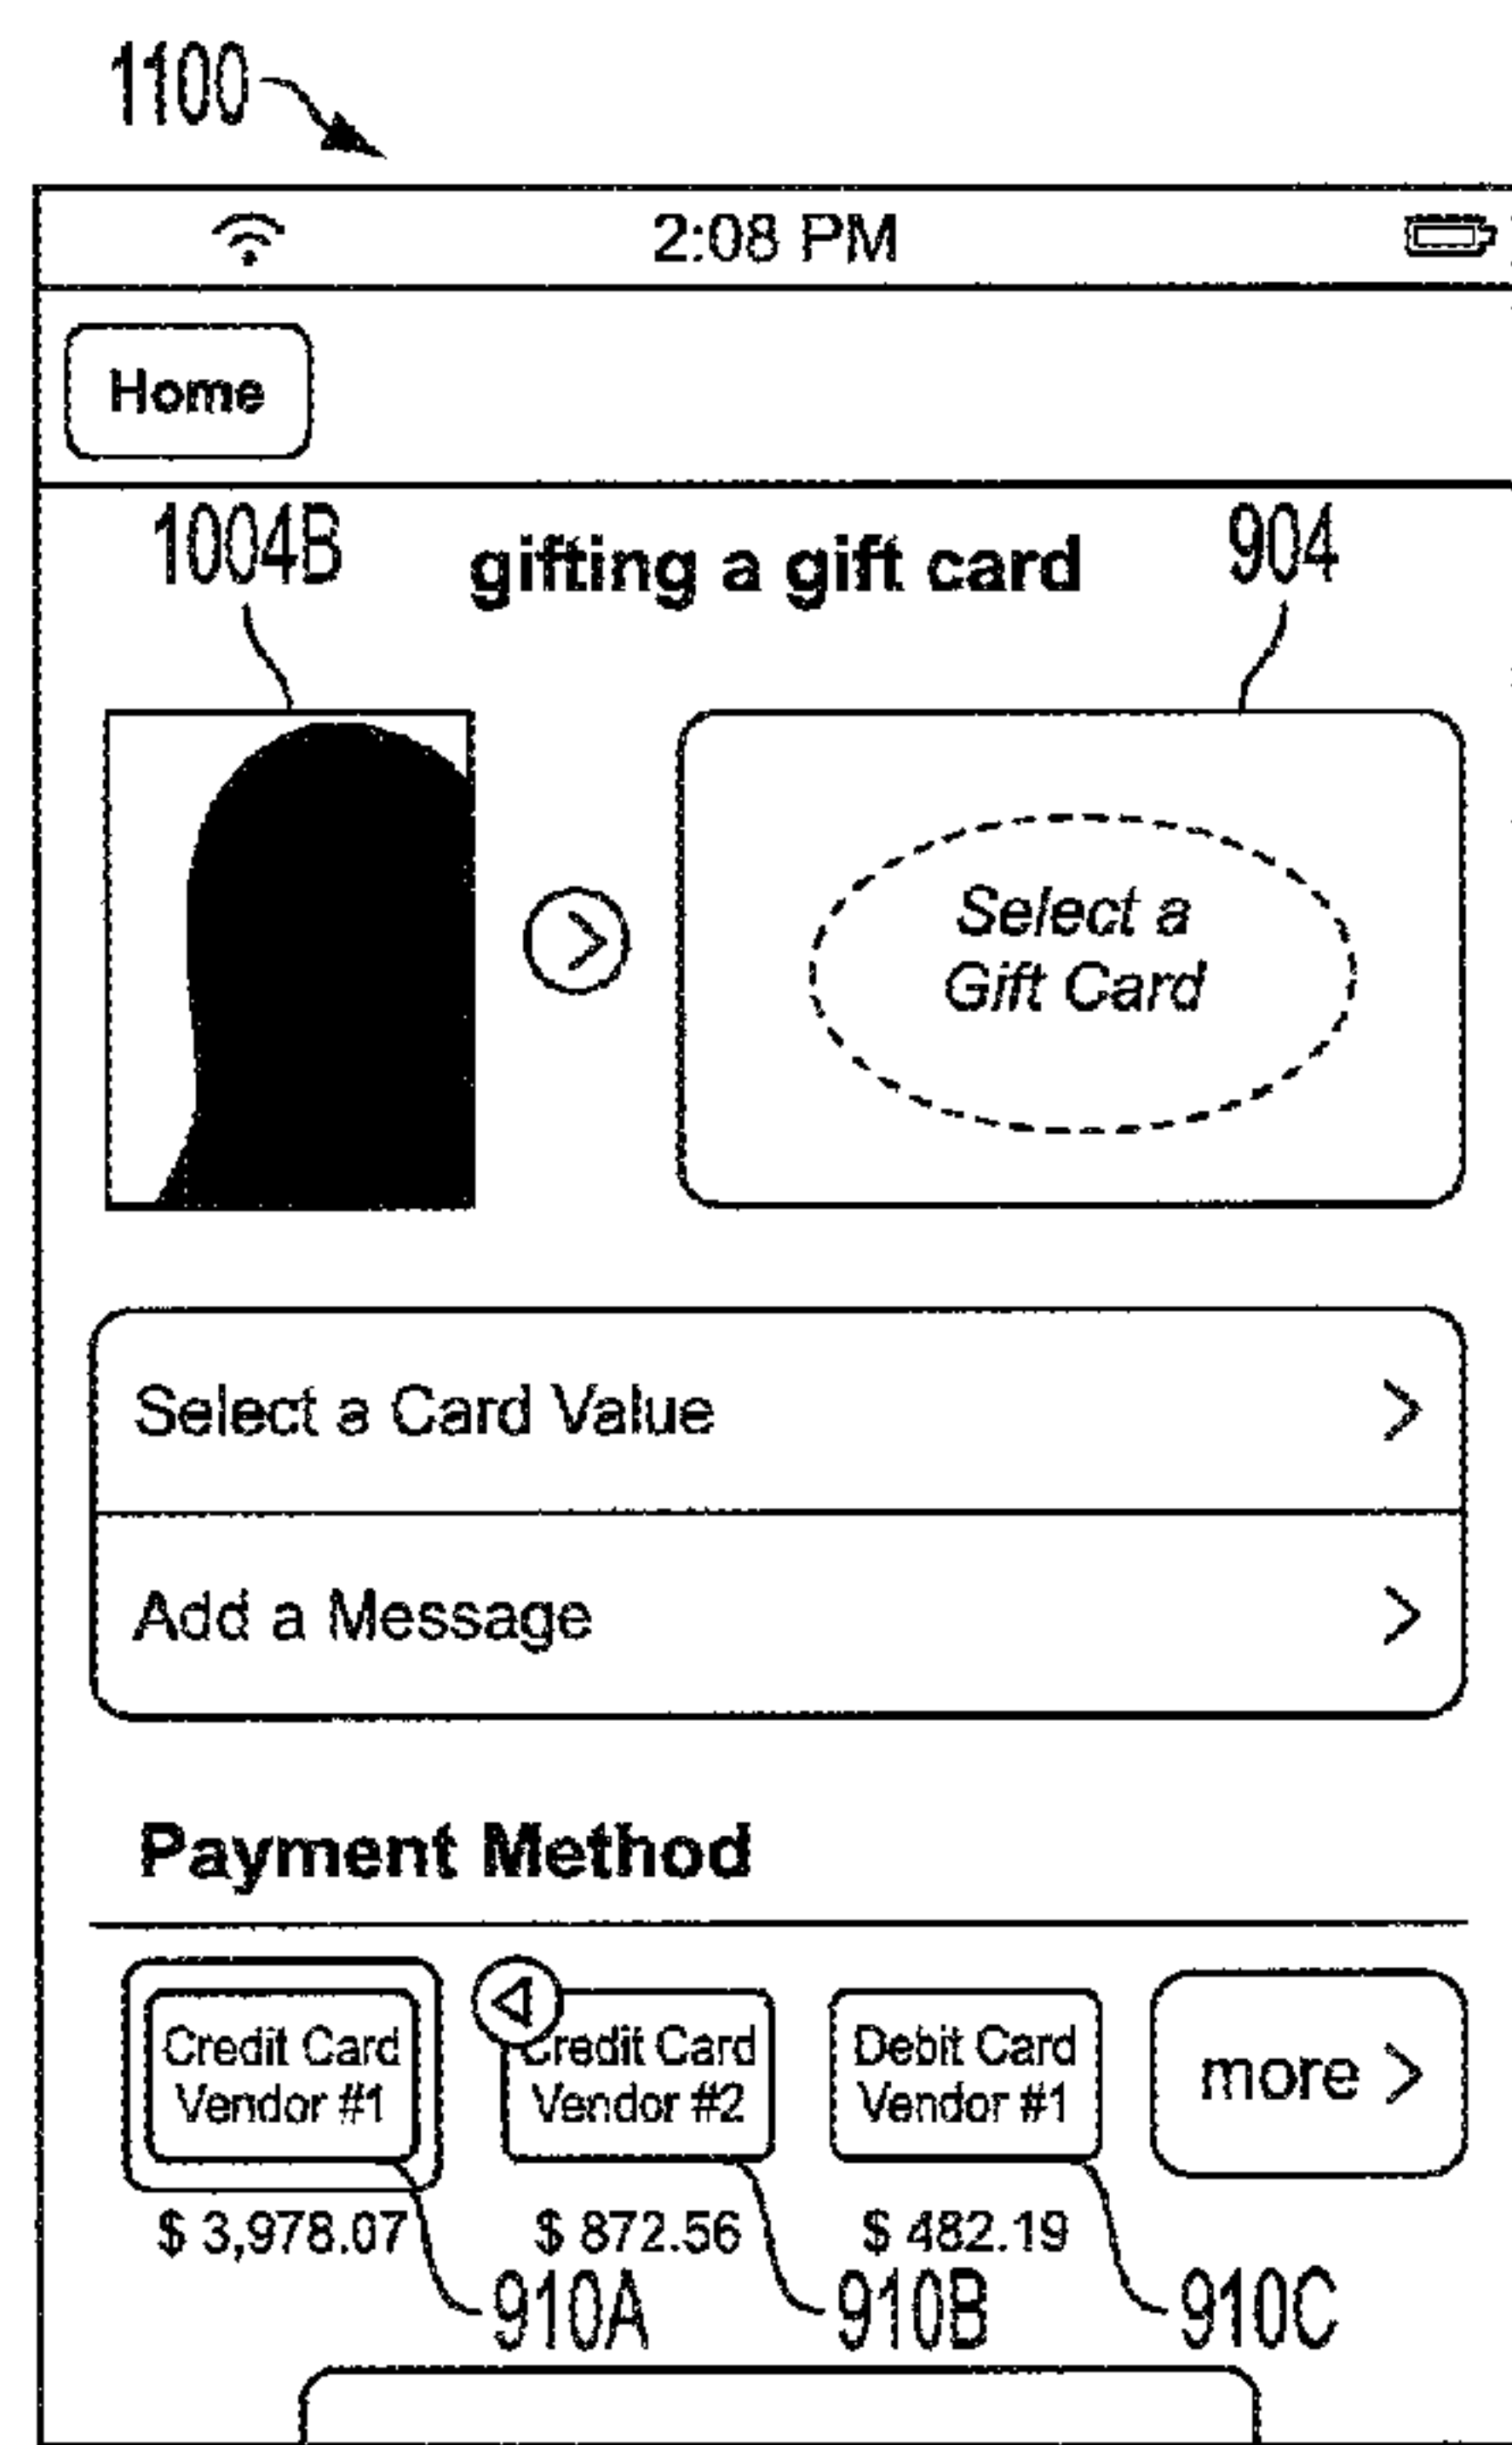 1100
2:08 PM
Home
1004B
gifting a gift card
904
Select a
Gift Card
Select a Card Value >
Add a Message >
Payment Method
Credit Card
Vendor #1
Credit Card
Vendor #2
Debit Card
Vendor #1
more >
$ 3,978.07
$ 872.56
$ 482.19
910A
910B
910C